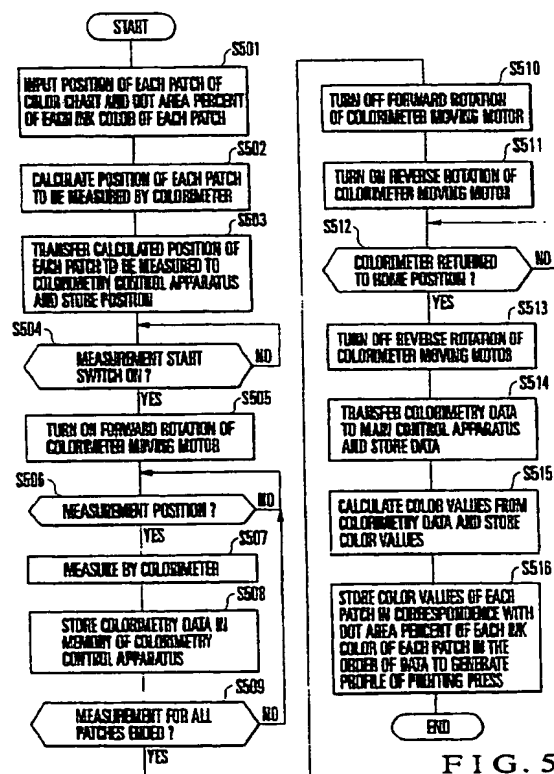 START
S501
INPUT POSITION OF EACH PATCH OF
COLOR CHART AND DOT AREA PERCENT
OF EACH INK COLOR OF EACH PATCH
S502
CALCULATE POSITION OF EACH PATCH
TO BE MEASURED BY COLORIMETER
S503
TRANSFER CALCULATED POSITION OF
EACH PATCH TO BE MEASURED TO
COLORIMETRY CONTROL APPARATUS
AND STORE POSITION
S504
MEASUREMENT START
SWITCH ON ?
NO
YES
S505
TURN ON FORWARD ROTATION OF
COLORIMETER MOVING MOTOR
S506
MEASUREMENT POSITION ?
NO
YES
S507
MEASURE BY COLORIMETER
S508
STORE COLORIMETRY DATA IN
MEMORY OF COLORIMETRY
CONTROL APPARATUS
S509
MEASUREMENT FOR ALL
PATCHES ENDED ?
NO
YES
S510
TURN OFF FORWARD ROTATION
OF COLORIMETER MOVING MOTOR
S511
TURN ON REVERSE ROTATION OF
COLORIMETER MOVING MOTOR
S512
COLORIMETER RETURNED
TO HOME POSITION ?
NO
YES
S513
TURN OFF REVERSE ROTATION OF
COLORIMETER MOVING MOTOR
S514
TRANSFER COLORIMETRY DATA
TO MAIN CONTROL APPARATUS
AND STORE DATA
S515
CALCULATE COLOR VALUES FROM
COLORIMETRY DATA AND STORE
COLOR VALUES
S516
STORE COLOR VALUES OF EACH
PATCH IN CORRESPONDENCE WITH
DOT AREA PERCENT OF EACH INK
COLOR OF EACH PATCH IN THE
ORDER OF DATA TO GENERATE
PROFILE OF PRINTING PRESS
END
FIG. 5